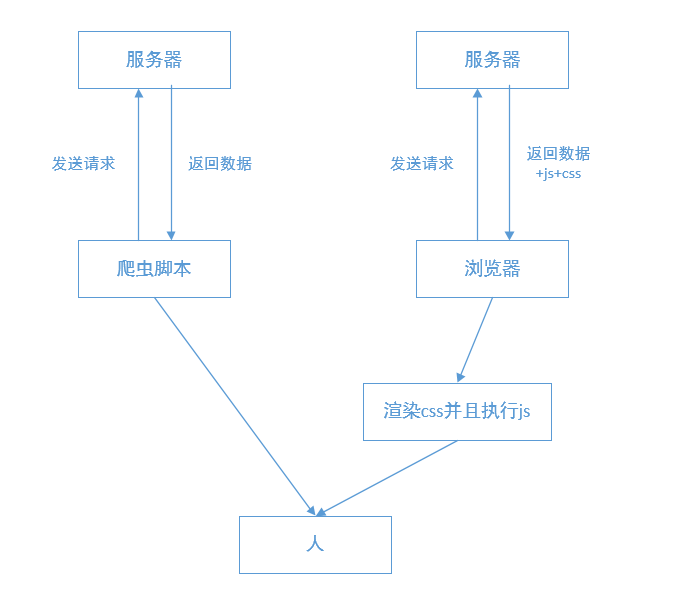 服务器
服务器
发送请求
返回数据
发送请求
返回数据
+js+css
爬虫脚本
浏览器
渲染css并且执行js
人